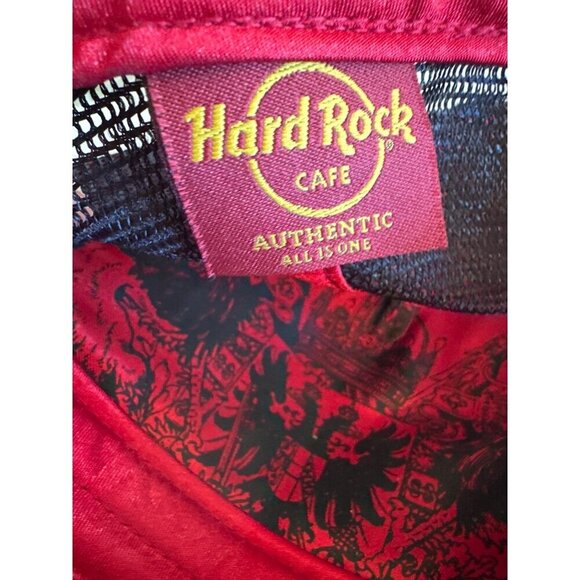 Hard Rock®
CAFE
AUTHENTIC
ALL IS ONE